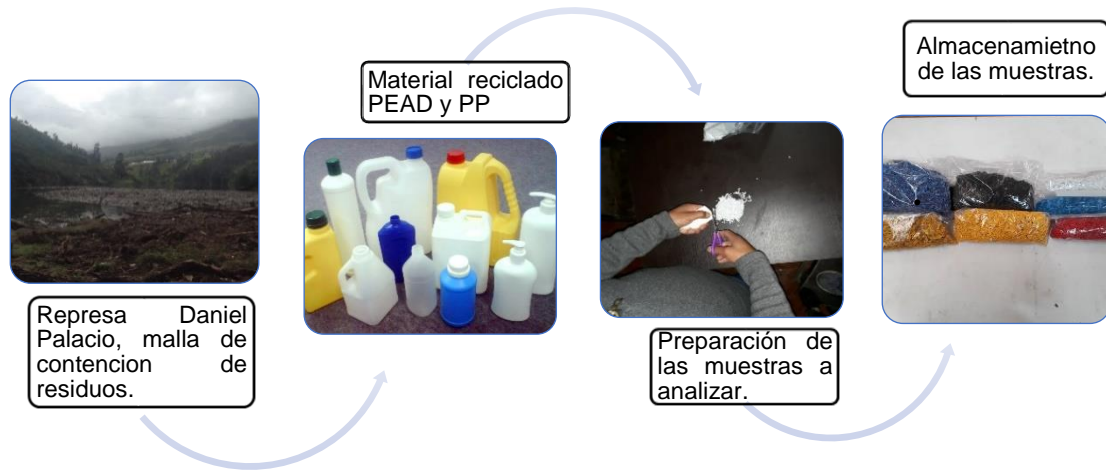 Represa Daniel
Palacio, malla de
contencion de
residuos.
Material reciclado
PEAD y PP
Preparación de
las muestras a
analizar.
Almacenamietno
de las muestras.